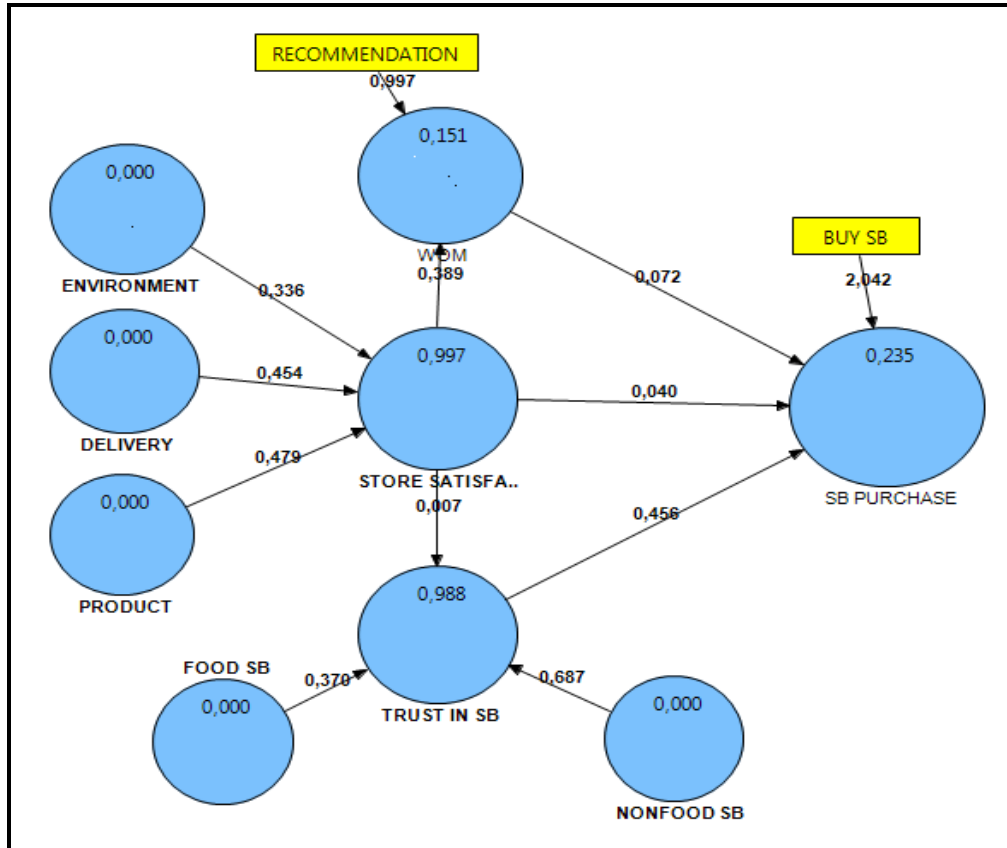 RECOMMENDATION
0,997
0,151
WOM
0,389
0,000
ENVIRONMENT
0,336
0,072
BUY SB
2,042
0,000
DELIVERY
0,454
0,997
STORE SATISFA..
0,007
0,040
0,235
SB PURCHASE
0,000
PRODUCT
0,479
0,456
0,988
TRUST IN SB
FOOD SB
0,000
0,370
0,687
0,000
NONFOOD SB